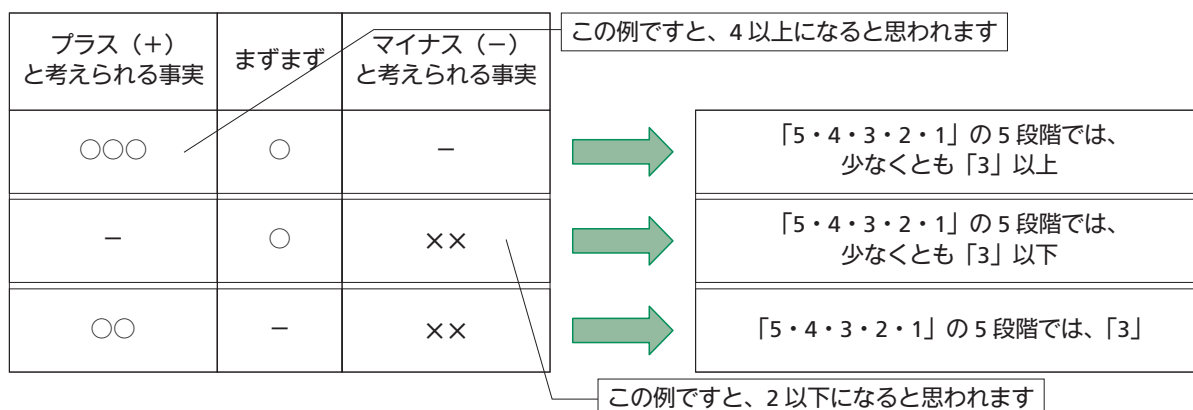 この例ですと、4 以上になると思われます
プラス（＋）
と考えられる事実
まずまず
マイナス（－）
と考えられる事実
○○○
○
－
「5・4・3・2・1」の 5 段階では、
少なくとも「3」以上
－
○
××
「5・4・3・2・1」の 5 段階では、
少なくとも「3」以下
○○
－
××
「5・4・3・2・1」の 5 段階では、「3」
この例ですと、2 以下になると思われます